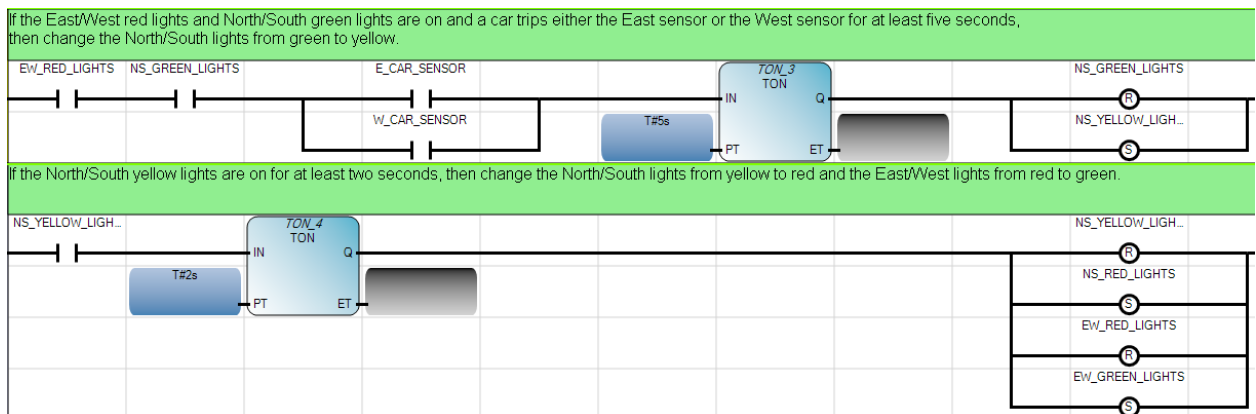 If the East/West red lights and North/South green lights are on and a car trips either the East sensor or the West sensor for at least five seconds,
then change the North/South lights from green to yellow.
EW_RED_LIGHTS NS_GREEN_LIGHTS E_CAR_SENSOR TON_3 NS_GREEN_LIGHTS
TON
IN Q R
W_CAR_SENSOR T#5s NS_YELLOW_LIGH...
PT ET S
If the North/South yellow lights are on for at least two seconds, then change the North/South lights from yellow to red and the East/West lights from red to green.
NS_YELLOW_LIGH... TON_4 NS_YELLOW_LIGH...
TON
IN Q R
T#2s NS_RED_LIGHTS
PT ET S
EW_RED_LIGHTS
R
EW_GREEN_LIGHTS
S